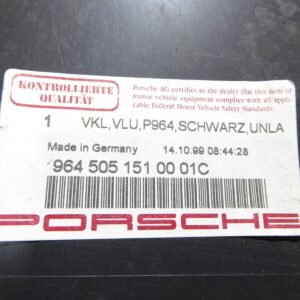 KONTROLLIERTE
QUALITÄT
Porsche AG certifies to the dealer that this item of
motor vehicle equipment complies with all appli-
cable Federal Motor Vehicle Safety Standards.
1 VKL,VLU,P964,SCHWARZ,UNLA
Made in Germany 14.10.99 08:44:28
964 505 151 00 01C
PORSCHE